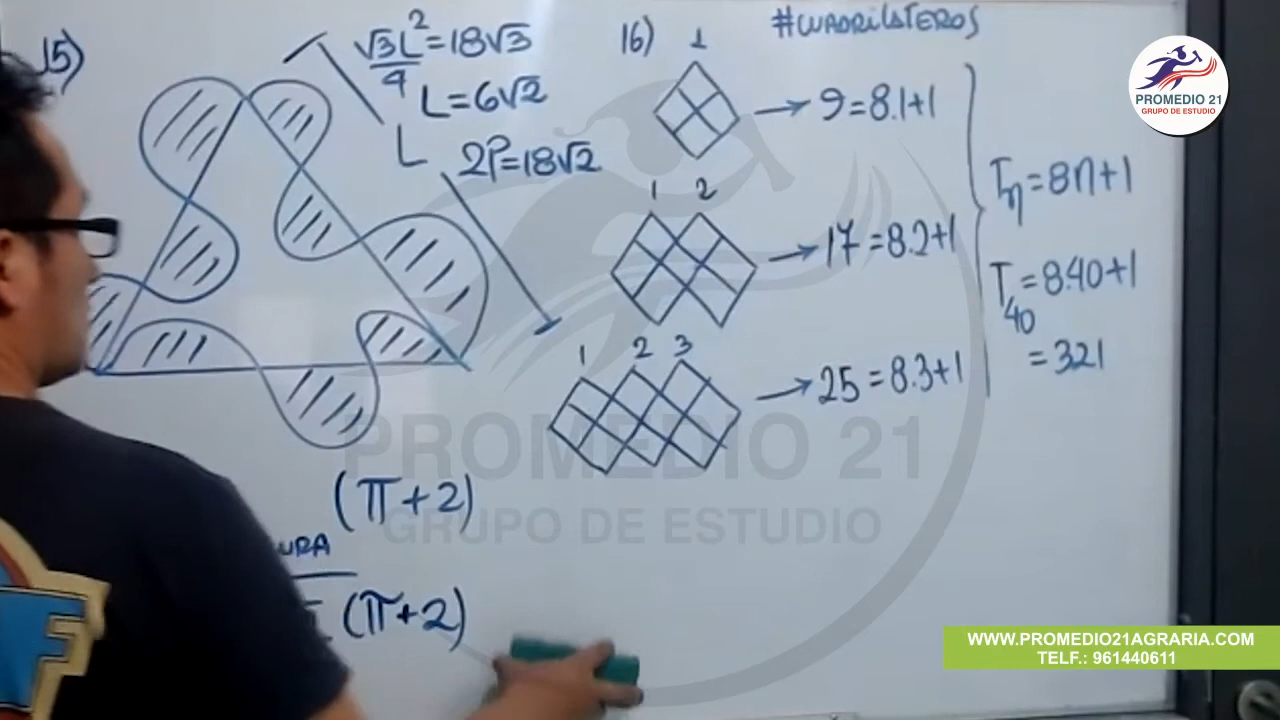 15)
√3L²/4=18√3
L=6√2
L
2P=18√2
(π+2)
(π+2)
16)
#CUADRILÁTEROS
1
→ 9=8.1+1
1 2
→ 17=8.2+1
1 2 3
→ 25=8.3+1
Tn=8n+1
T40=8.40+1
=321
PROMEDIO 21
GRUPO DE ESTUDIO
PROMEDIO 21
GRUPO DE ESTUDIO
WWW.PROMEDIO21AGRARIA.COM
TELF.: 961440611